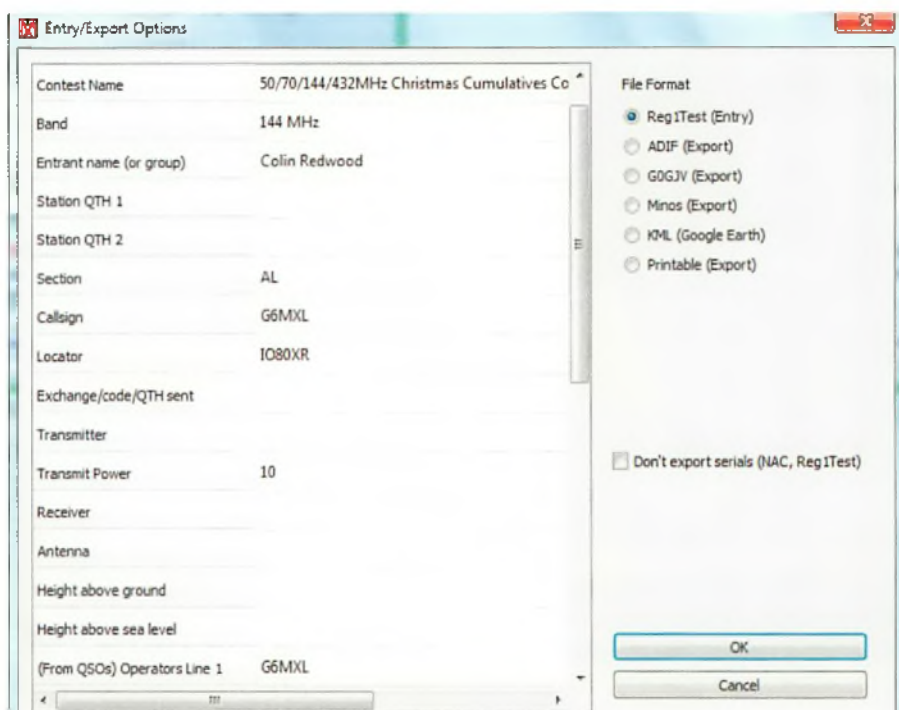 Entry/Export Options
Contest Name 50/70/144/432MHz Christmas Cumulatives Co
Band 144 MHz
Entrant name (or group) Colin Redwood
Station QTH 1
Station QTH 2
Section AL
Callsign G6MXL
Locator IO80XR
Exchange/code/QTH sent
Transmitter
Transmit Power 10
Receiver
Antenna
Height above ground
Height above sea level
(From QSOs) Operators Line 1 G6MXL
File Format
Reg1Test (Entry)
ADIF (Export)
G0GJV (Export)
Minos (Export)
KML (Google Earth)
Printable (Export)
Don't export serials (NAC, Reg1Test)
OK
Cancel